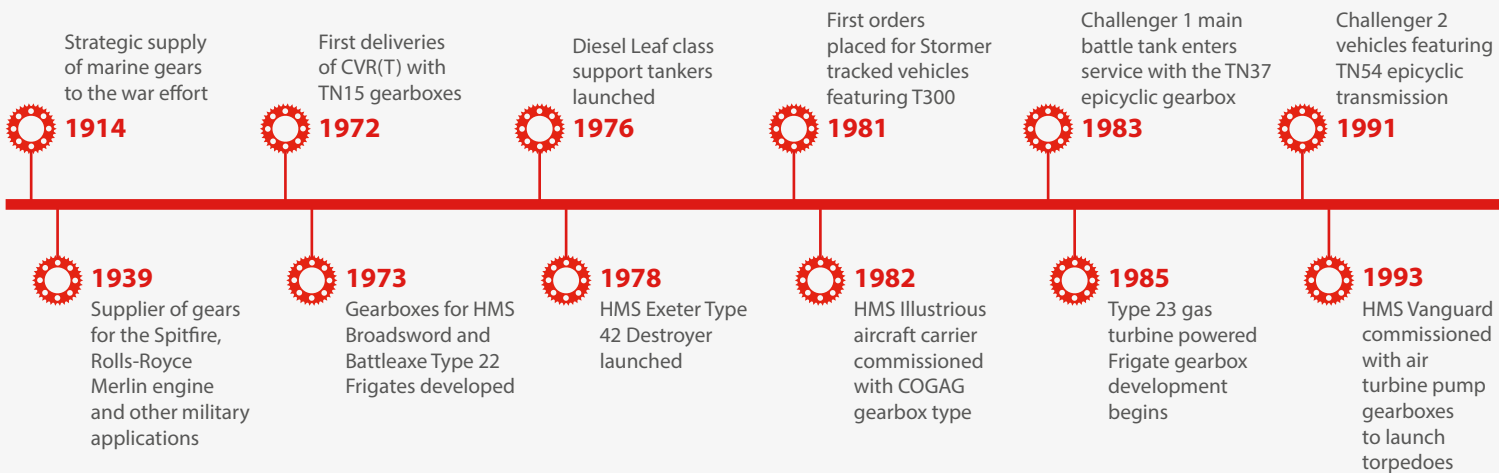 Strategic supply
of marine gears
to the war effort
1914
1939
Supplier of gears
for the Spitfire,
Rolls-Royce
Merlin engine
and other military
applications
First deliveries
of CVR(T) with
TN15 gearboxes
1972
1973
Gearboxes for HMS
Broadsword and
Battleaxe Type 22
Frigates developed
Diesel Leaf class
support tankers
launched
1976
1978
HMS Exeter Type
42 Destroyer
launched
First orders
placed for Stormer
tracked vehicles
featuring T300
1981
1982
HMS Illustrious
aircraft carrier
commissioned
with COGAG
gearbox type
Challenger 1 main
battle tank enters
service with the TN37
epicyclic gearbox
1983
1985
Type 23 gas
turbine powered
Frigate gearbox
development
begins
Challenger 2
vehicles featuring
TN54 epicyclic
transmission
1991
1993
HMS Vanguard
commissioned
with air
turbine pump
gearboxes
to launch
torpedoes